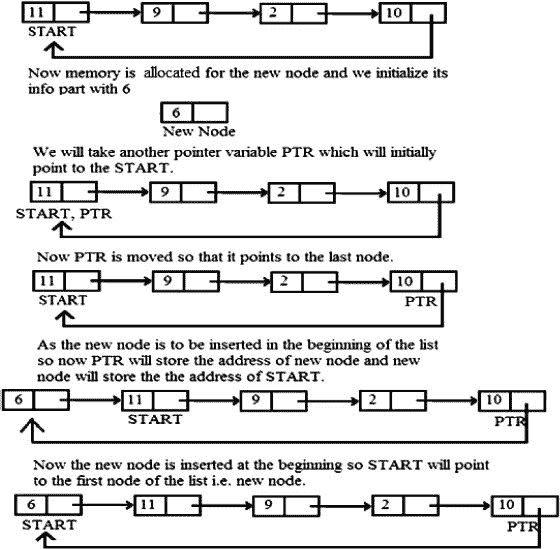 11 9 2 10
START
Now memory is allocated for the new node and we initialize its
info part with 6
6
New Node
We will take another pointer variable PTR which will initially
point to the START.
11 9 2 10
START, PTR
Now PTR is moved so that it points to the last node.
11 9 2 10
START PTR
As the new node is to be inserted in the beginning of the list
so now PTR will store the address of new node and new
node will store the the address of START.
6 11 9 2 10
START PTR
Now the new node is inserted at the beginning so START will point
to the first node of the list i.e. new node.
6 11 9 2 10
START PTR